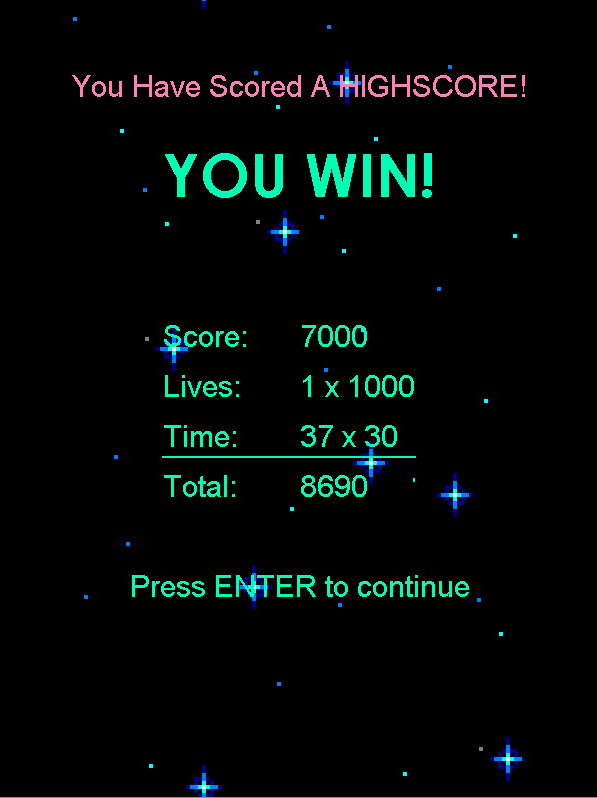 You Have Scored A HIGHSCORE!
YOU WIN!
Score: 7000
Lives: 1 x 1000
Time: 37 x 30
Total: 8690
Press ENTER to continue